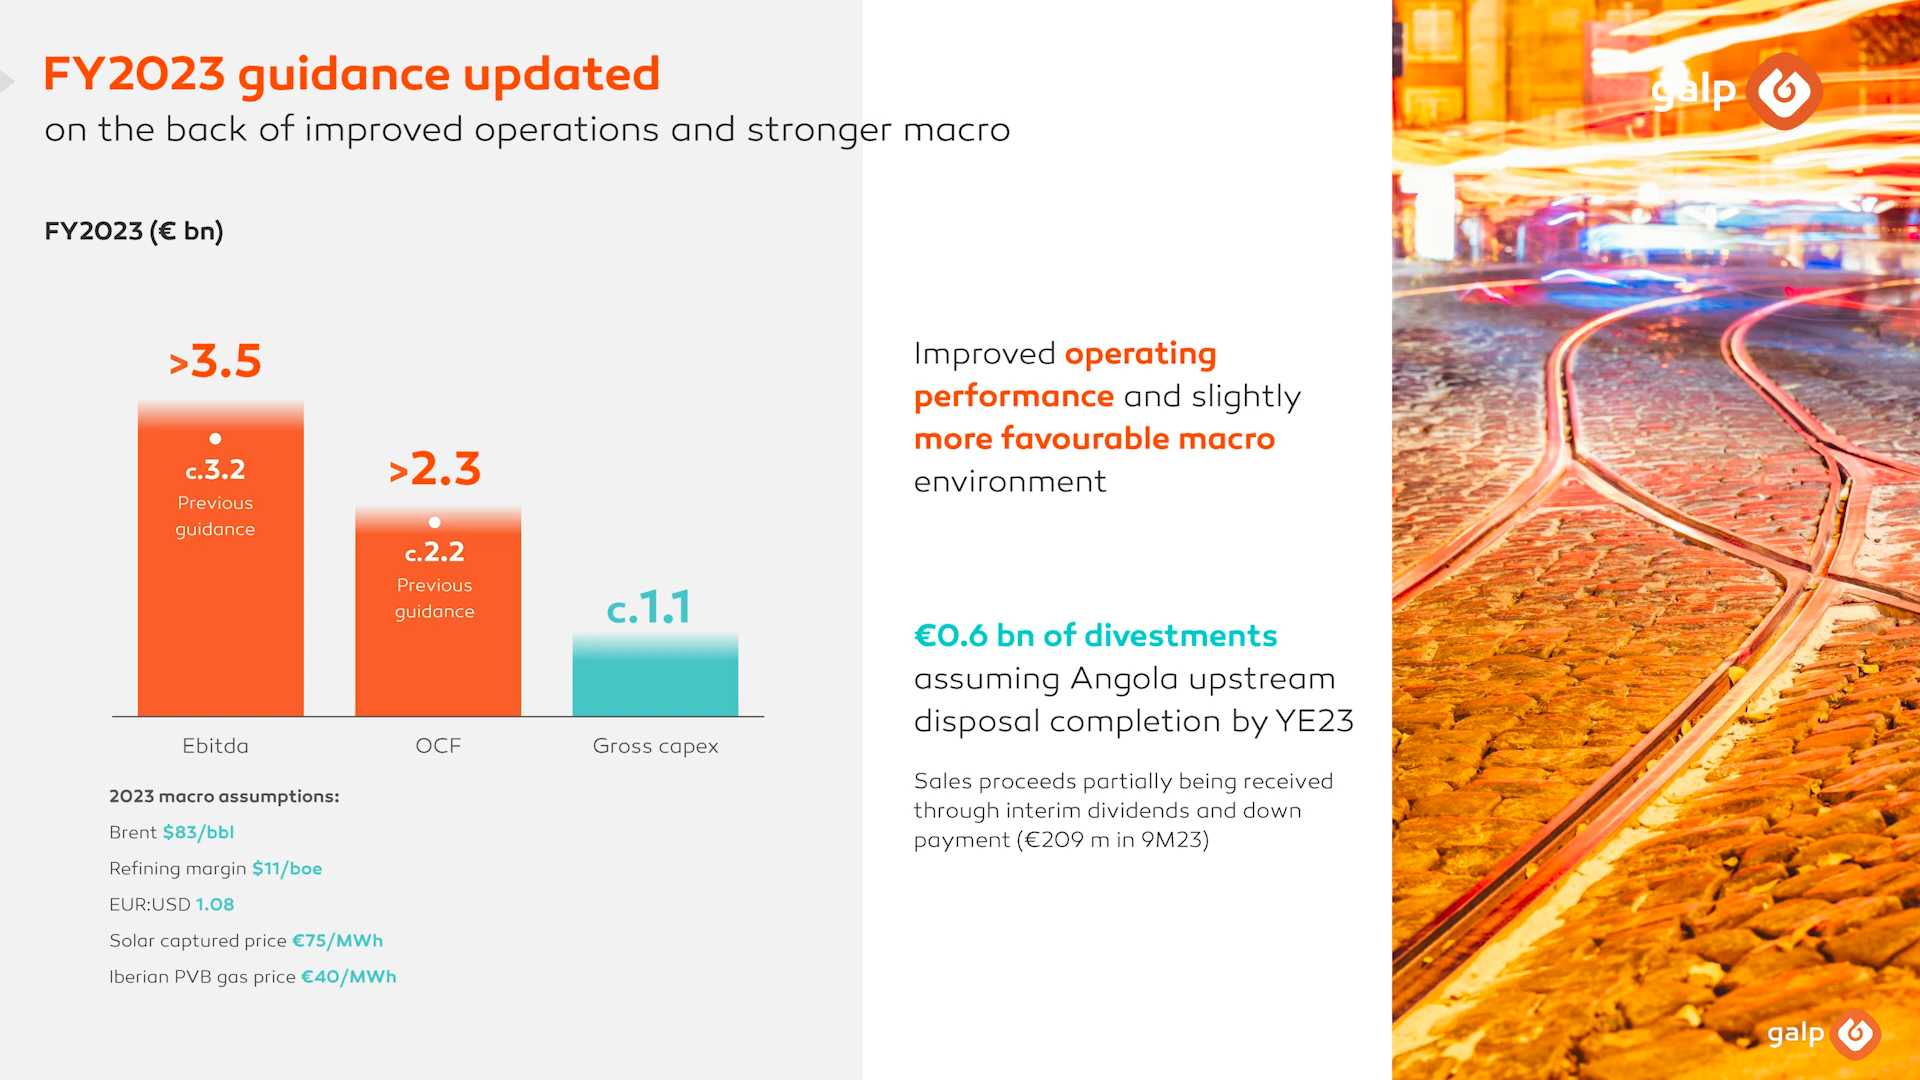 FY2023 guidance updated
on the back of improved operations and stronger macro
FY2023 (€ bn)
>3.5
c.3.2
Previous
guidance
>2.3
c.2.2
Previous
guidance
c.1.1
Ebitda
OCF
Gross capex
2023 macro assumptions:
Brent $83/bbl
Refining margin $11/boe
EUR:USD 1.08
Solar captured price €75/MWh
Iberian PVB gas price €40/MWh
Improved operating
performance and slightly
more favourable macro
environment
€0.6 bn of divestments
assuming Angola upstream
disposal completion by YE23
Sales proceeds partially being received
through interim dividends and down
payment (€209 m in 9M23)
galp
galp